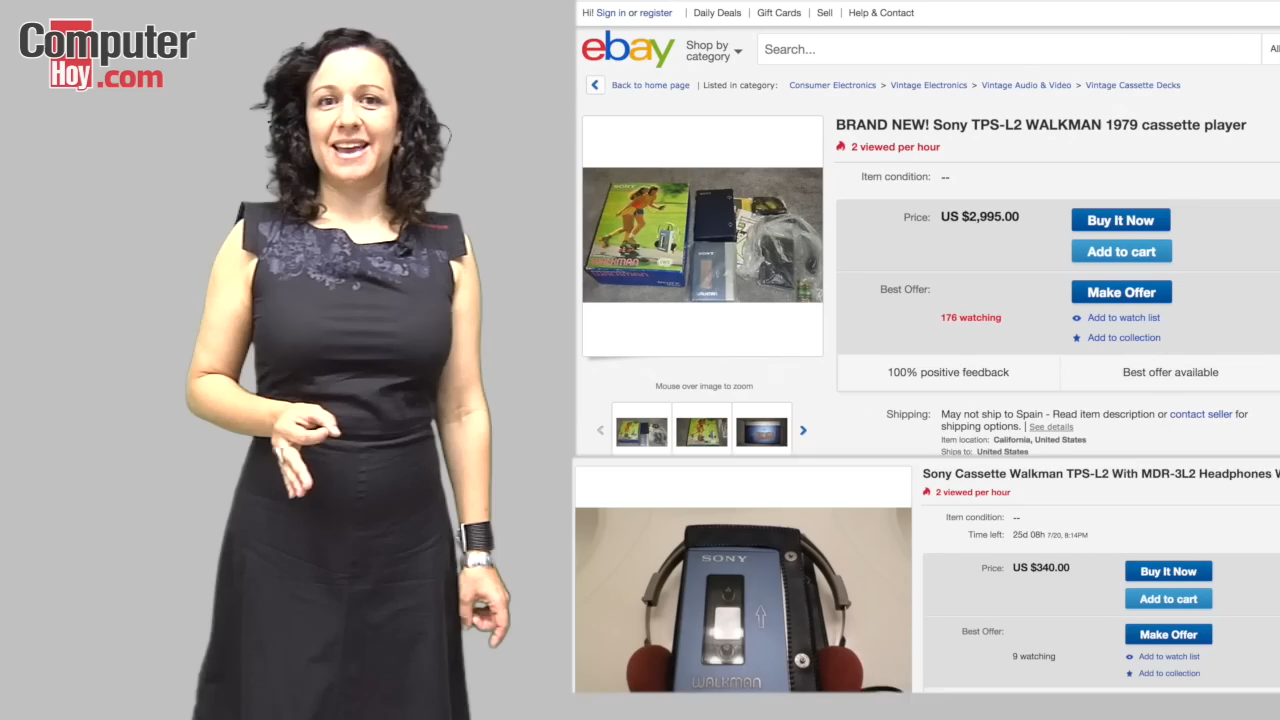 Computer
Hoy.com
Hi! Sign in or register | Daily Deals | Gift Cards | Sell | Help & Contact
ebay
Shop by
category
Search...
All
Back to home page | Listed in category: Consumer Electronics > Vintage Electronics > Vintage Audio & Video > Vintage Cassette Decks
BRAND NEW! Sony TPS-L2 WALKMAN 1979 cassette player
2 viewed per hour
Item condition: --
Price: US $2,995.00
Buy It Now
Add to cart
Best Offer:
Make Offer
176 watching
Add to watch list
Add to collection
100% positive feedback
Best offer available
SONY
WALKMAN
Mouse over image to zoom
Shipping: May not ship to Spain - Read item description or contact seller for
shipping options. | See details
Item location: California, United States
Ships to: United States
Sony Cassette Walkman TPS-L2 With MDR-3L2 Headphones W
2 viewed per hour
Item condition: --
Time left: 25d 08h 7/20, 8:14PM
Price: US $340.00
Buy It Now
Add to cart
Best Offer:
Make Offer
9 watching
Add to watch list
Add to collection
SONY
WALKMAN